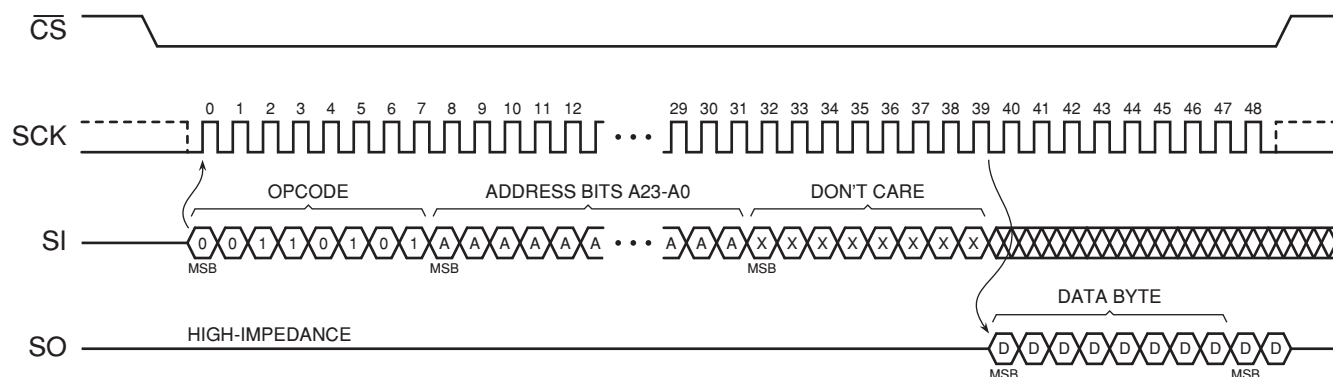 CS
0 1 2 3 4 5 6 7 8 9 10 11 12 29 30 31 32 33 34 35 36 37 38 39 40 41 42 43 44 45 46 47 48
SCK
OPCODE ADDRESS BITS A23-A0 DON'T CARE
SI 0 0 1 1 0 1 0 1 A A A A A A A A A X X X X X X X X
MSB MSB MSB
DATA BYTE
HIGH-IMPEDANCE
SO D D D D D D D D D D
MSB MSB